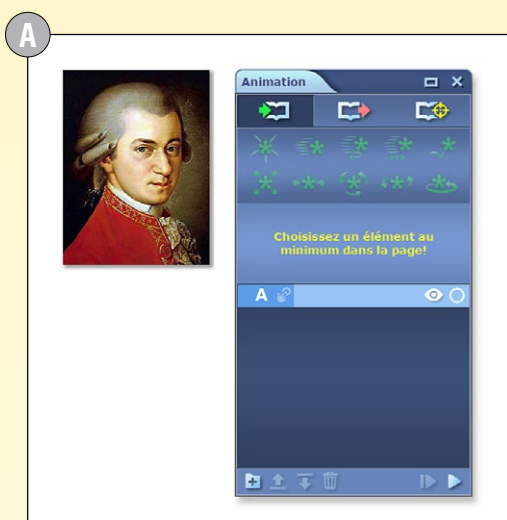 A
Animation
Choisissez un élément au
minimum dans la page!
A